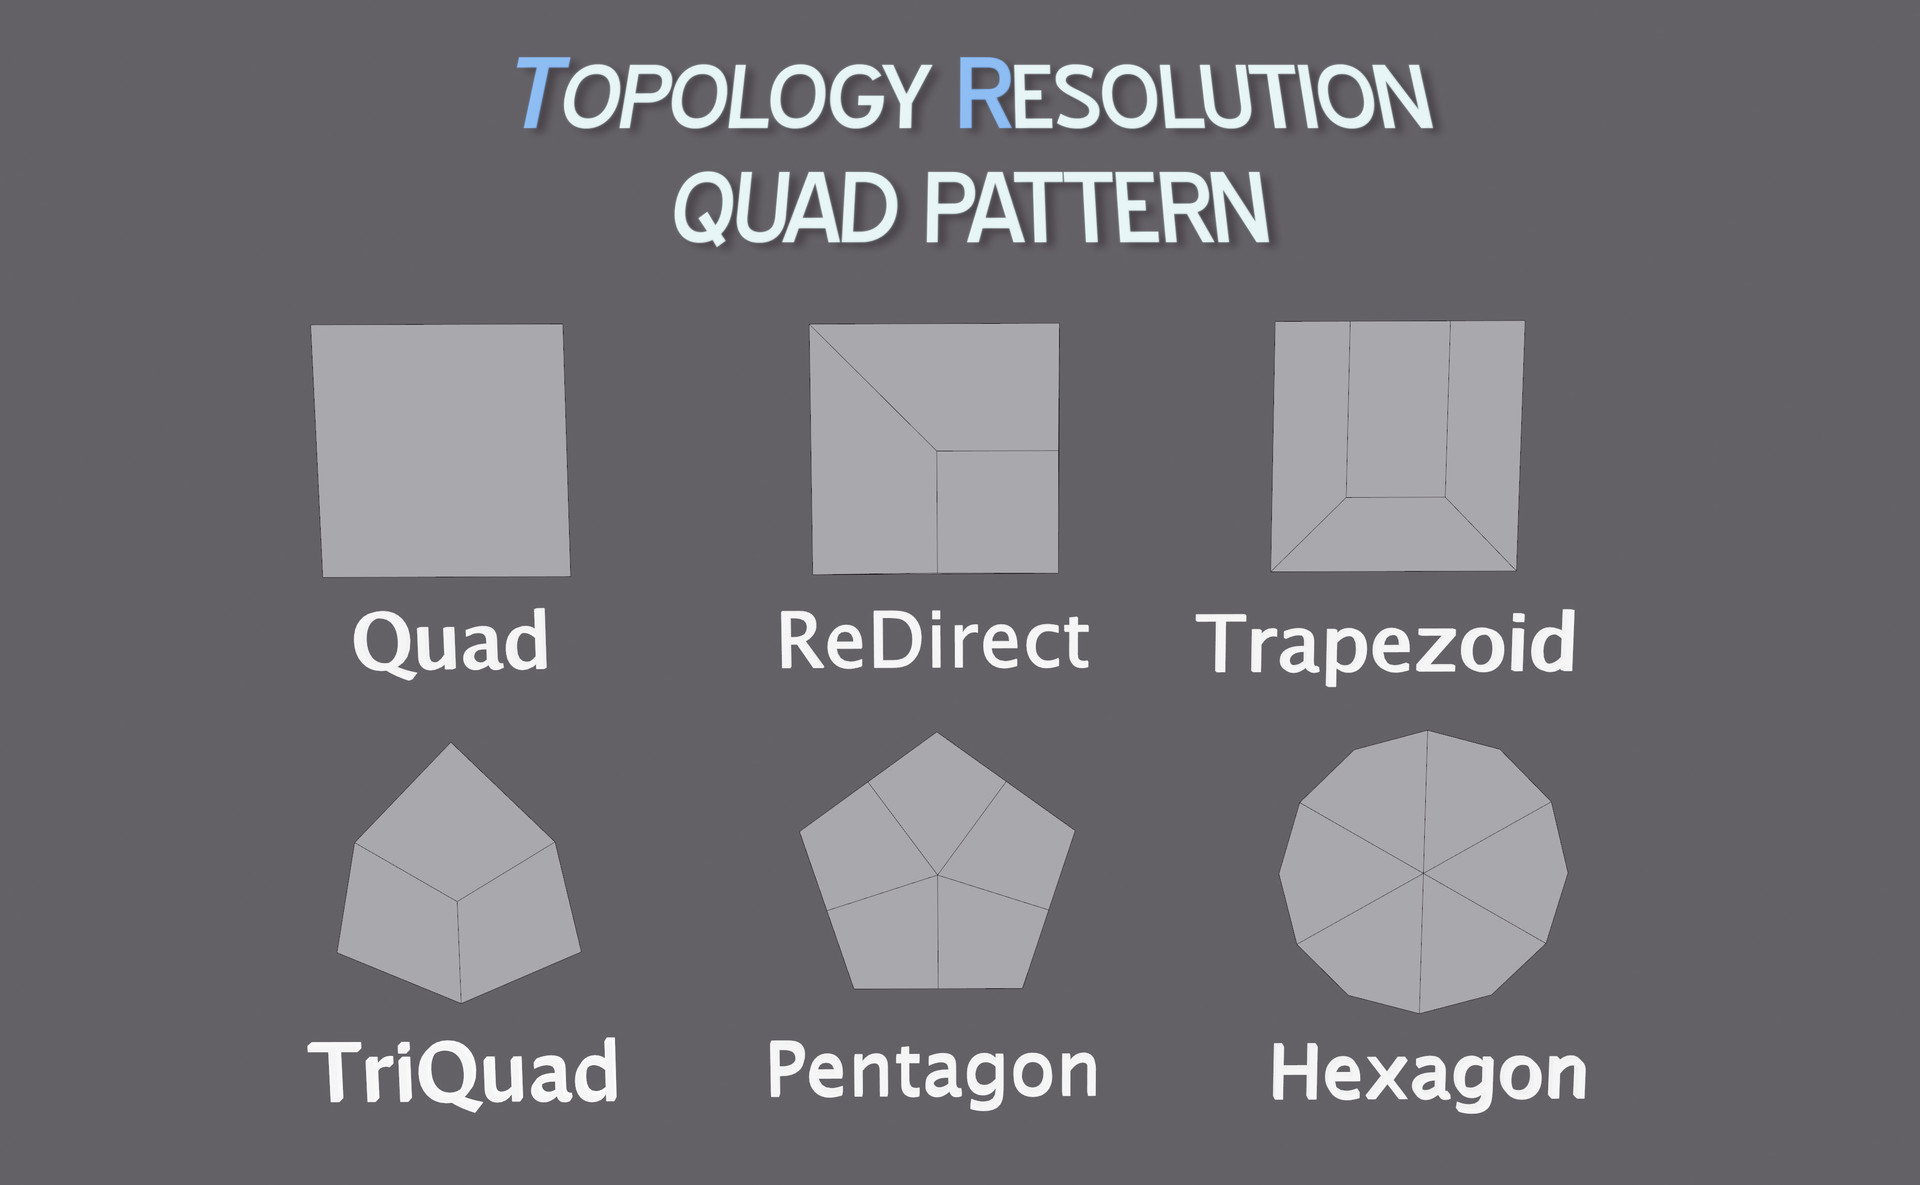 TOPOLOGY RESOLUTION
QUAD PATTERN
Quad
ReDirect
Trapezoid
TriQuad
Pentagon
Hexagon